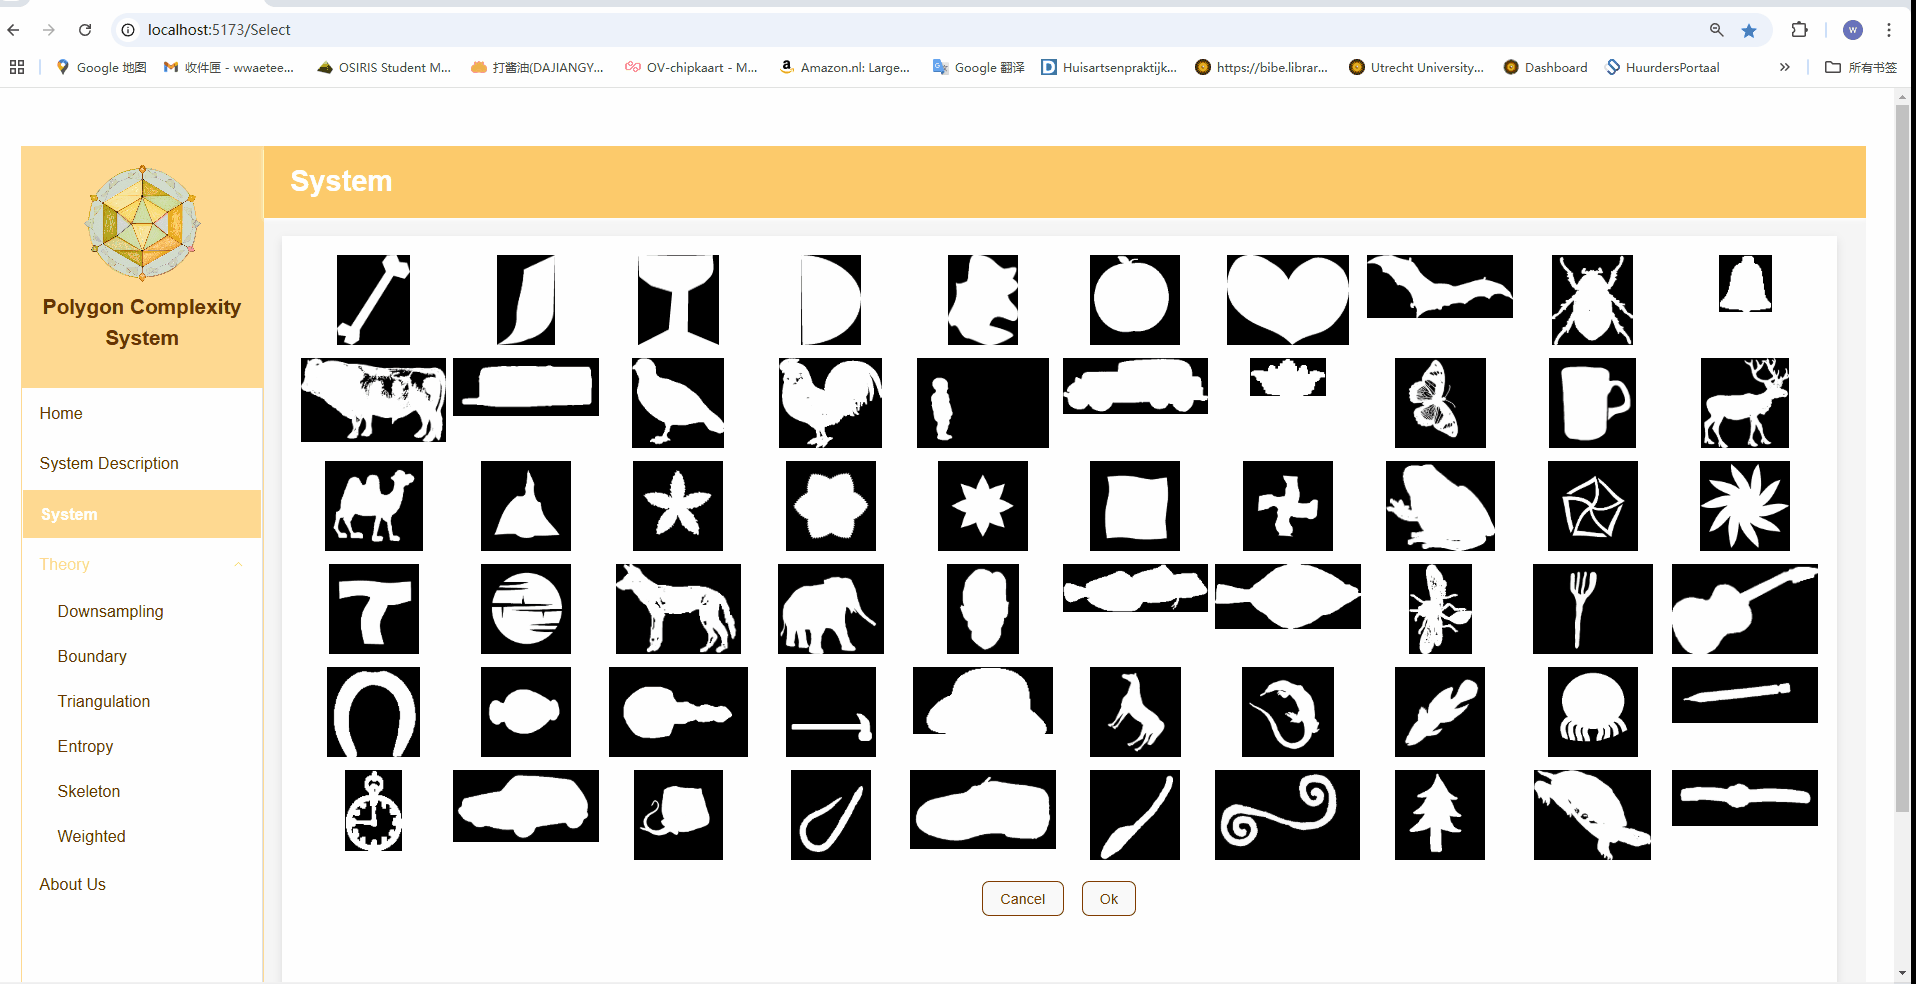 localhost:5173/Select
Google 地图
收件匣 - wwaetee...
OSIRIS Student M...
打酱油(DAJIANGY...
OV-chipkaart - M...
Amazon.nl: Large...
Google 翻译
Huisartsenpraktijk...
https://bibe.librar...
Utrecht University...
Dashboard
HuurdersPortaal
所有书签
W
System
Polygon Complexity
System
Home
System Description
System
Theory
Downsampling
Boundary
Triangulation
Entropy
Skeleton
Weighted
About Us
Cancel
Ok